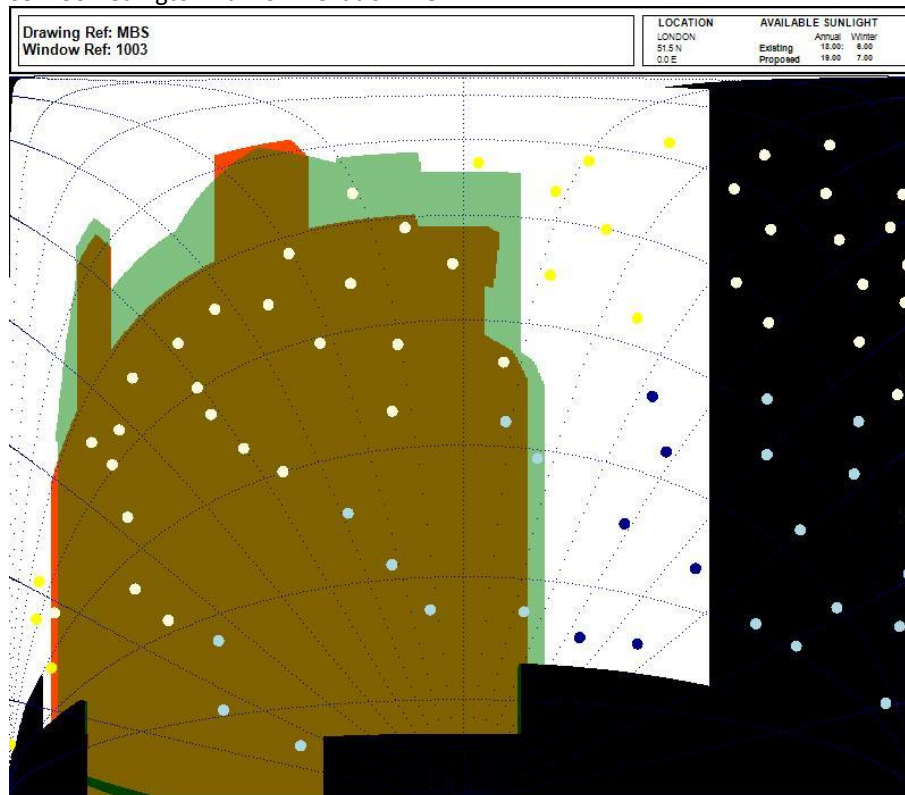 Drawing Ref: MBS
Window Ref: 1003
LOCATION
LONDON
51.5 N
0.0 E
AVAILABLE SUNLIGHT
Annual Winter
Existing 18.00: 6.00
Proposed 19.00 7.00